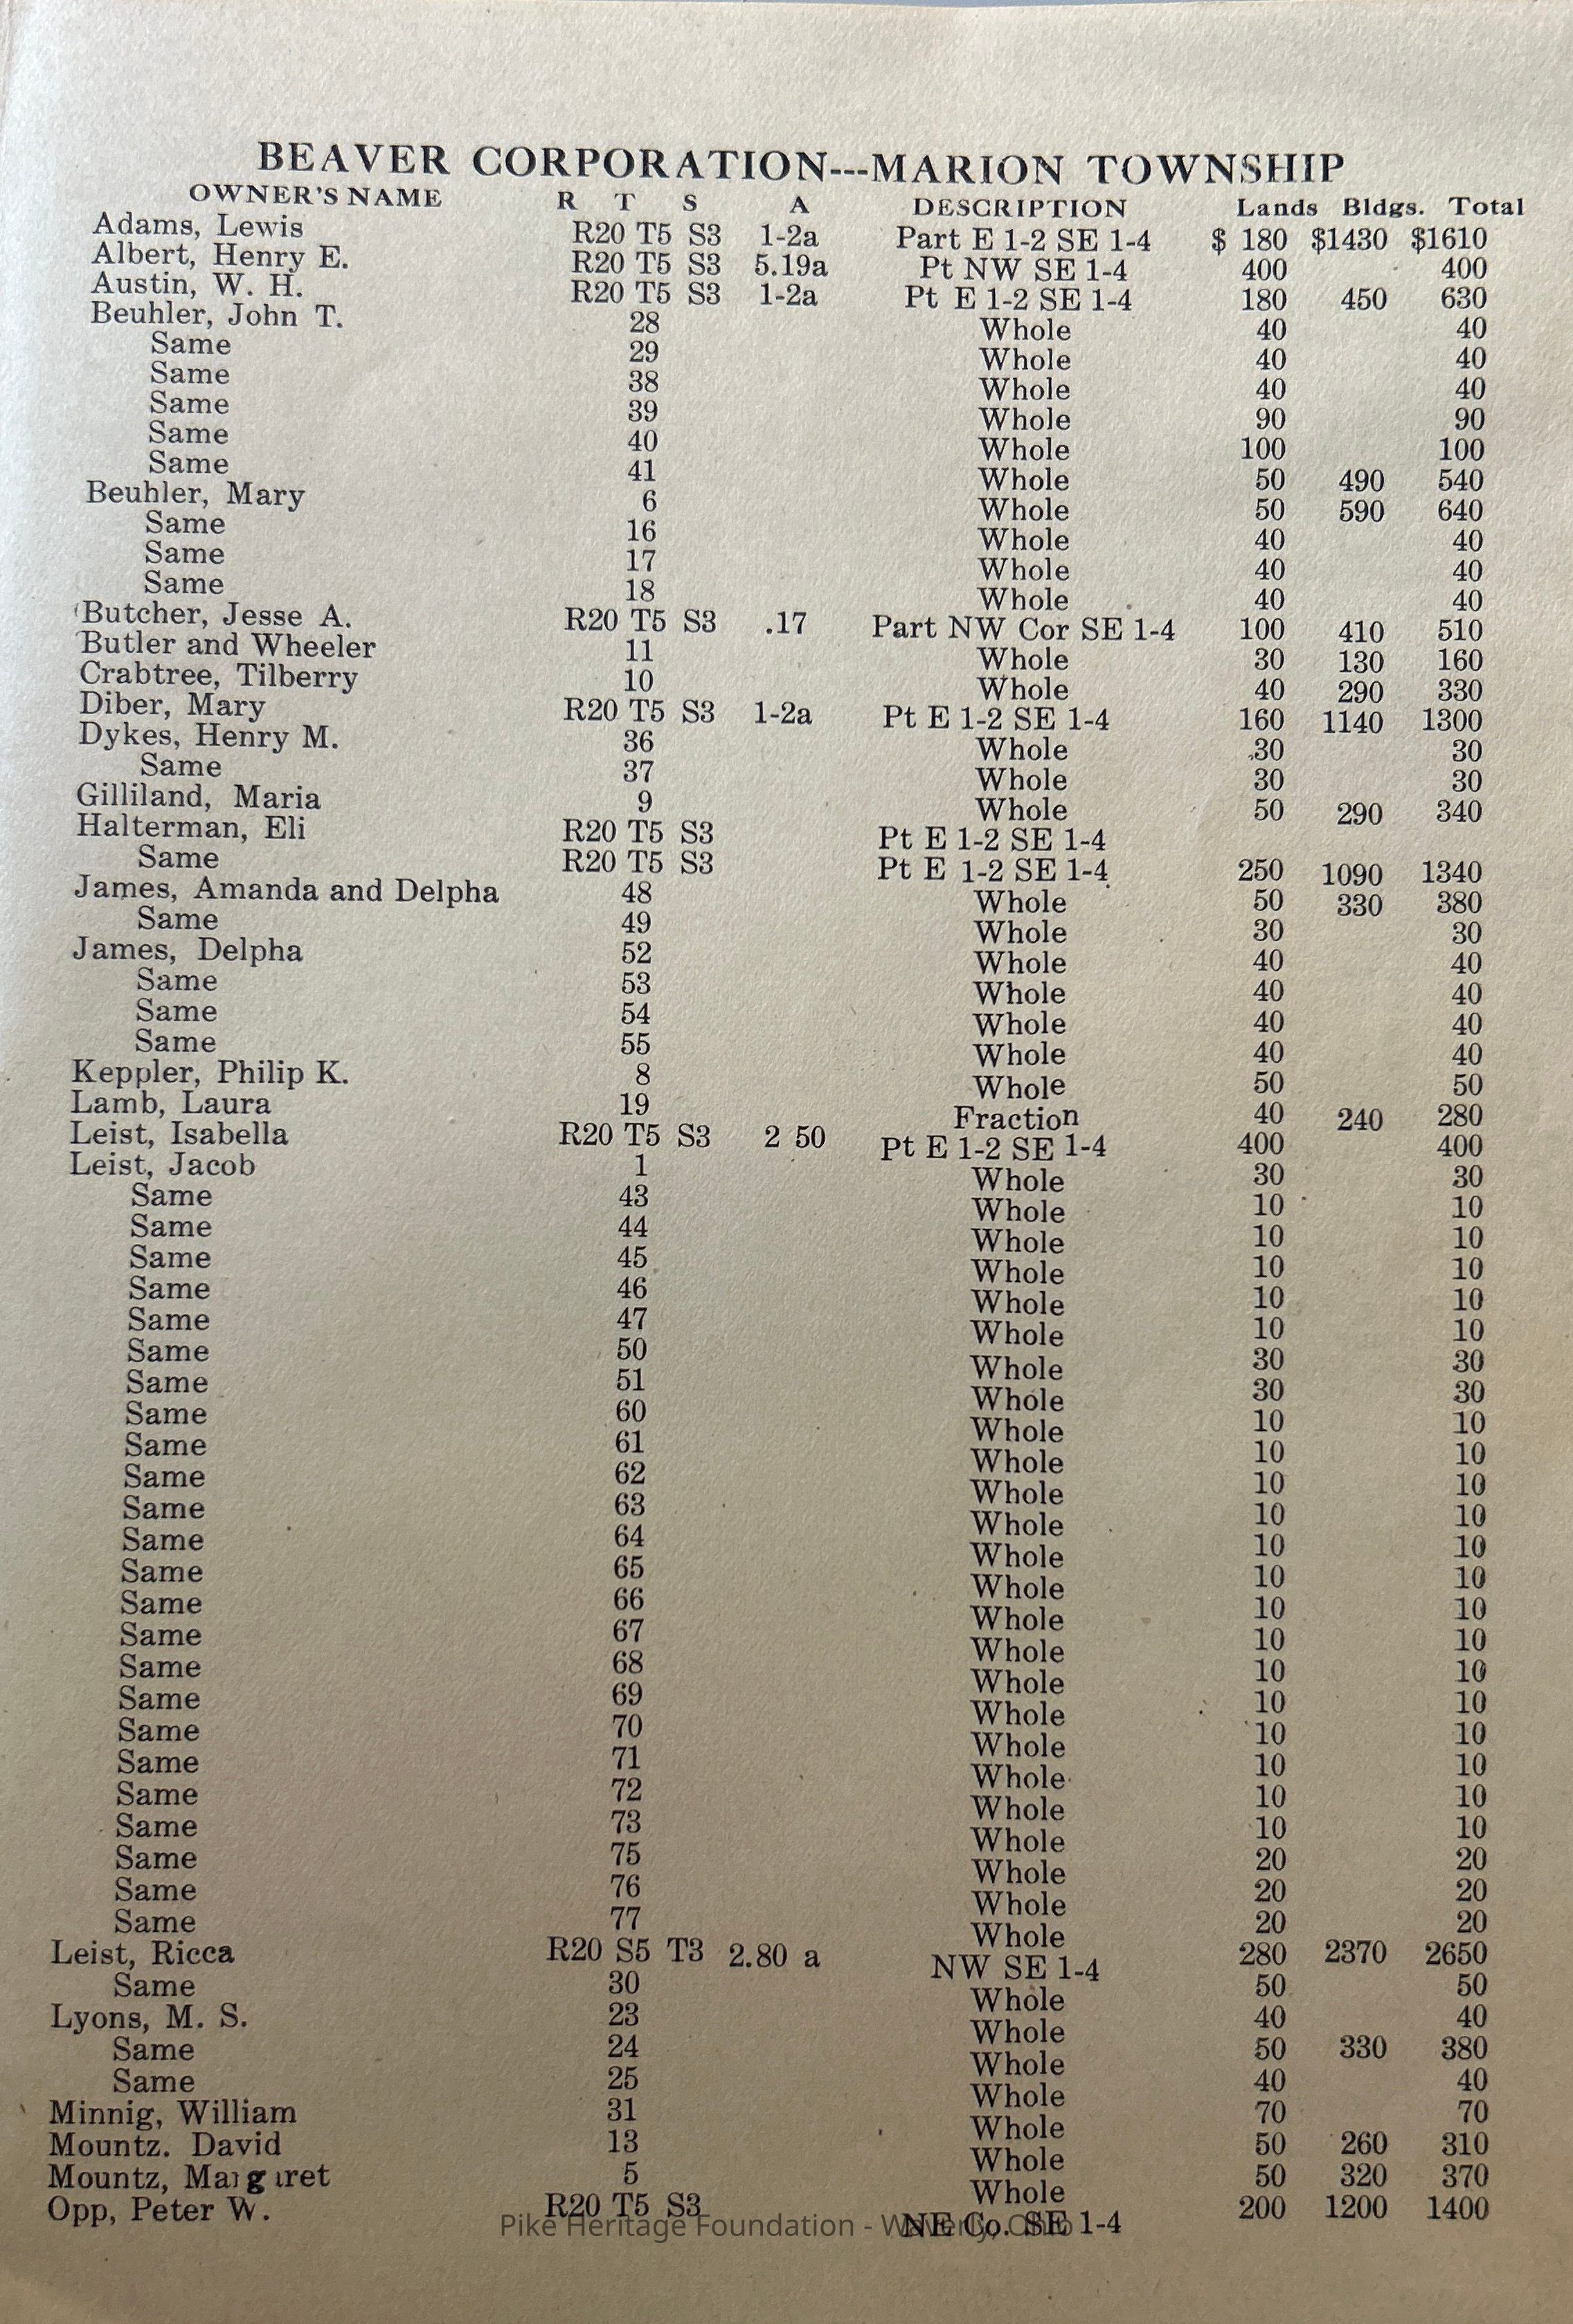 BEAVER CORPORATION---MARION TOWNSHIP
OWNER'S NAME R T S A DESCRIPTION Lands Bldgs. Total
Adams, Lewis R20 T5 S3 1-2a Part E 1-2 SE 1-4 $ 180 $1430 $1610
Albert, Henry E. R20 T5 S3 5.19a Pt NW SE 1-4 400 400
Austin, W. H. R20 T5 S3 1-2a Pt E 1-2 SE 1-4 180 450 630
Beuhler, John T. 28 Whole 40 40
Same 29 Whole 40 40
Same 38 Whole 40 40
Same 39 Whole 90 90
Same 40 Whole 100 100
Same 41 Whole 50 490 540
Beuhler, Mary 6 Whole 50 590 640
Same 16 Whole 40 40
Same 17 Whole 40 40
Same 18 Whole 40 40
Butcher, Jesse A. R20 T5 S3 .17 Part NW Cor SE 1-4 100 410 510
Butler and Wheeler 11 Whole 30 130 160
Crabtree, Tilberry 10 Whole 40 290 330
Diber, Mary R20 T5 S3 1-2a Pt E 1-2 SE 1-4 160 1140 1300
Dykes, Henry M. 36 Whole 30 30
Same 37 Whole 30 30
Gilliland, Maria 9 Whole 50 290 340
Halterman, Eli R20 T5 S3 Pt E 1-2 SE 1-4
Same R20 T5 S3 Pt E 1-2 SE 1-4 250 1090 1340
James, Amanda and Delpha 48 Whole 50 330 380
Same 49 Whole 30 30
James, Delpha 52 Whole 40 40
Same 53 Whole 40 40
Same 54 Whole 40 40
Same 55 Whole 40 40
Keppler, Philip K. 8 Whole 50 50
Lamb, Laura 19 Fraction 40 240 280
Leist, Isabella R20 T5 S3 2 50 Pt E 1-2 SE 1-4 400 400
Leist, Jacob 1 Whole 30 30
Same 43 Whole 10 10
Same 44 Whole 10 10
Same 45 Whole 10 10
Same 46 Whole 10 10
Same 47 Whole 10 10
Same 50 Whole 30 30
Same 51 Whole 30 30
Same 60 Whole 10 10
Same 61 Whole 10 10
Same 62 Whole 10 10
Same 63 Whole 10 10
Same 64 Whole 10 10
Same 65 Whole 10 10
Same 66 Whole 10 10
Same 67 Whole 10 10
Same 68 Whole 10 10
Same 69 Whole 10 10
Same 70 Whole 10 10
Same 71 Whole 10 10
Same 72 Whole 10 10
Same 73 Whole 10 10
Same 75 Whole 20 20
Same 76 Whole 20 20
Same 77 Whole 20 20
Leist, Ricca R20 S5 T3 2.80 a NW SE 1-4 280 2370 2650
Same 30 Whole 50 50
Lyons, M. S. 23 Whole 40 40
Same 24 Whole 50 330 380
Same 25 Whole 40 40
Minnig, William 31 Whole 70 70
Mountz. David 13 Whole 50 260 310
Mountz, Margaret 5 Whole 50 320 370
Opp, Peter W. R20 T5 S3 NE Co. SE 1-4 200 1200 1400
Pike Heritage Foundation - Waverly, Ohio